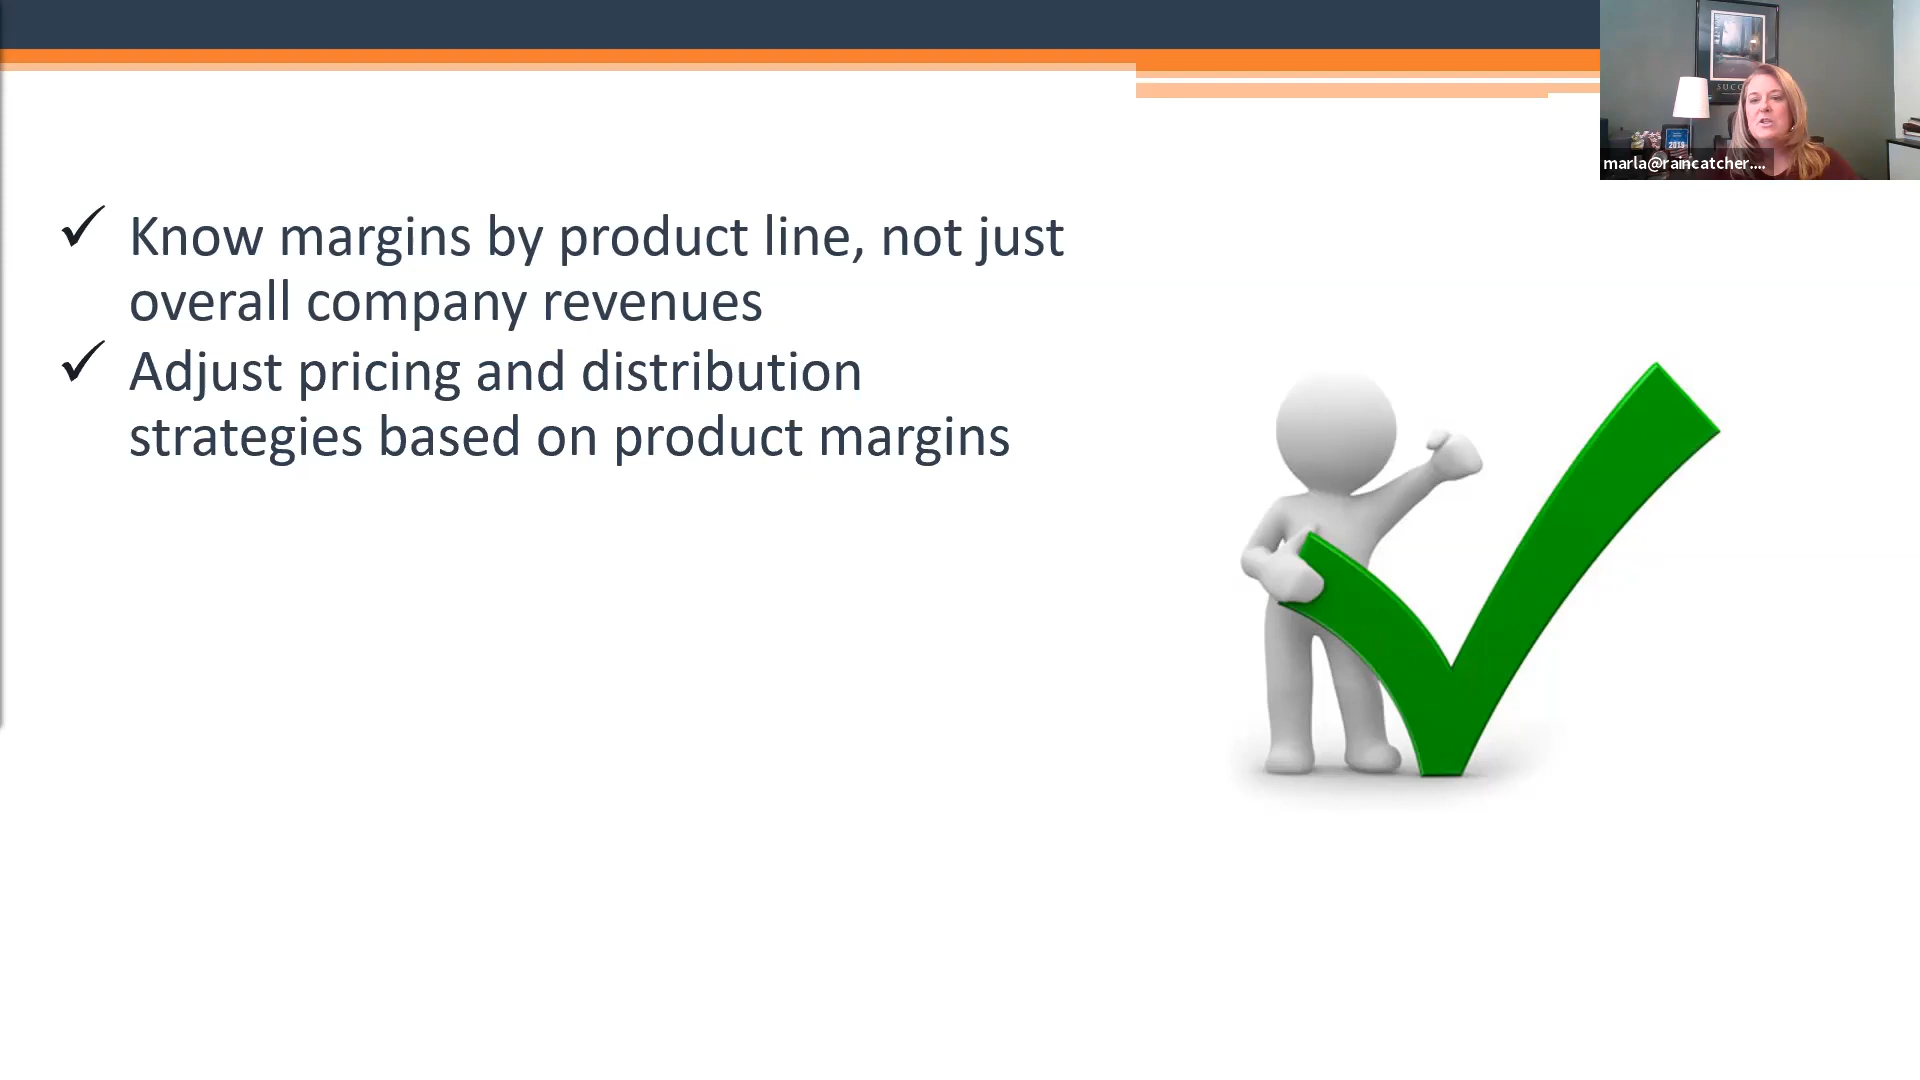 marla@raincatcher....
2019
Know margins by product line, not just
overall company revenues
Adjust pricing and distribution
strategies based on product margins